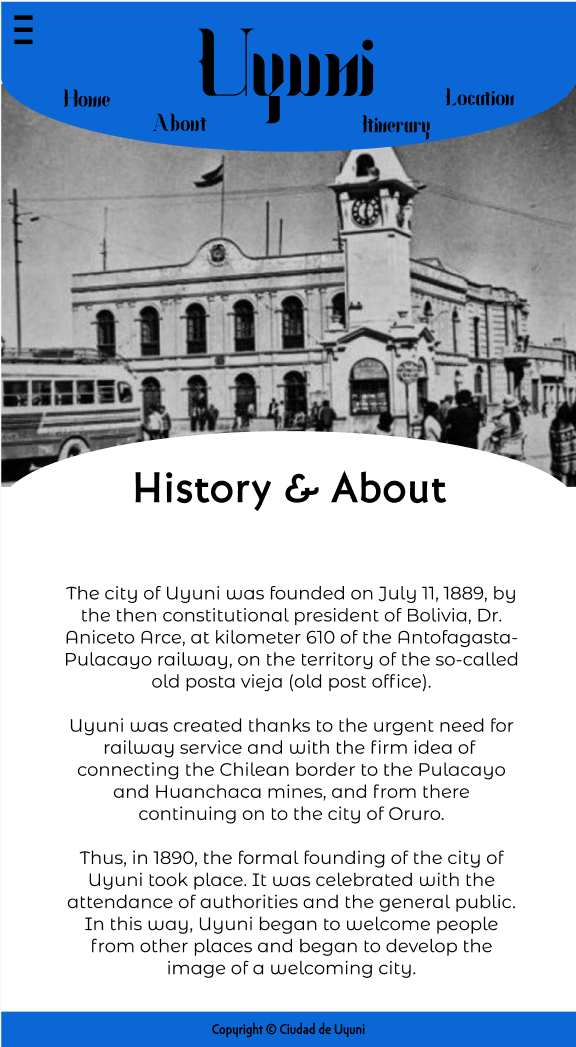 Uyuni
Home
Location
About
Itinerary
History & About
The city of Uyuni was founded on July 11, 1889, by
the then constitutional president of Bolivia, Dr.
Aniceto Arce, at kilometer 610 of the Antofagasta-
Pulacayo railway, on the territory of the so-called
old posta vieja (old post office).
Uyuni was created thanks to the urgent need for
railway service and with the firm idea of
connecting the Chilean border to the Pulacayo
and Huanchaca mines, and from there
continuing on to the city of Oruro.
Thus, in 1890, the formal founding of the city of
Uyuni took place. It was celebrated with the
attendance of authorities and the general public.
In this way, Uyuni began to welcome people
from other places and began to develop the
image of a welcoming city.
Copyright © Ciudad de Uyuni